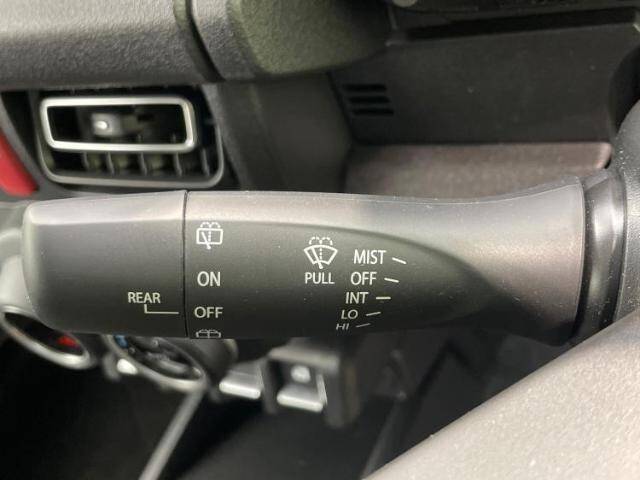 ON
REAR
OFF
PULL
MIST
OFF
INT
LO
HI